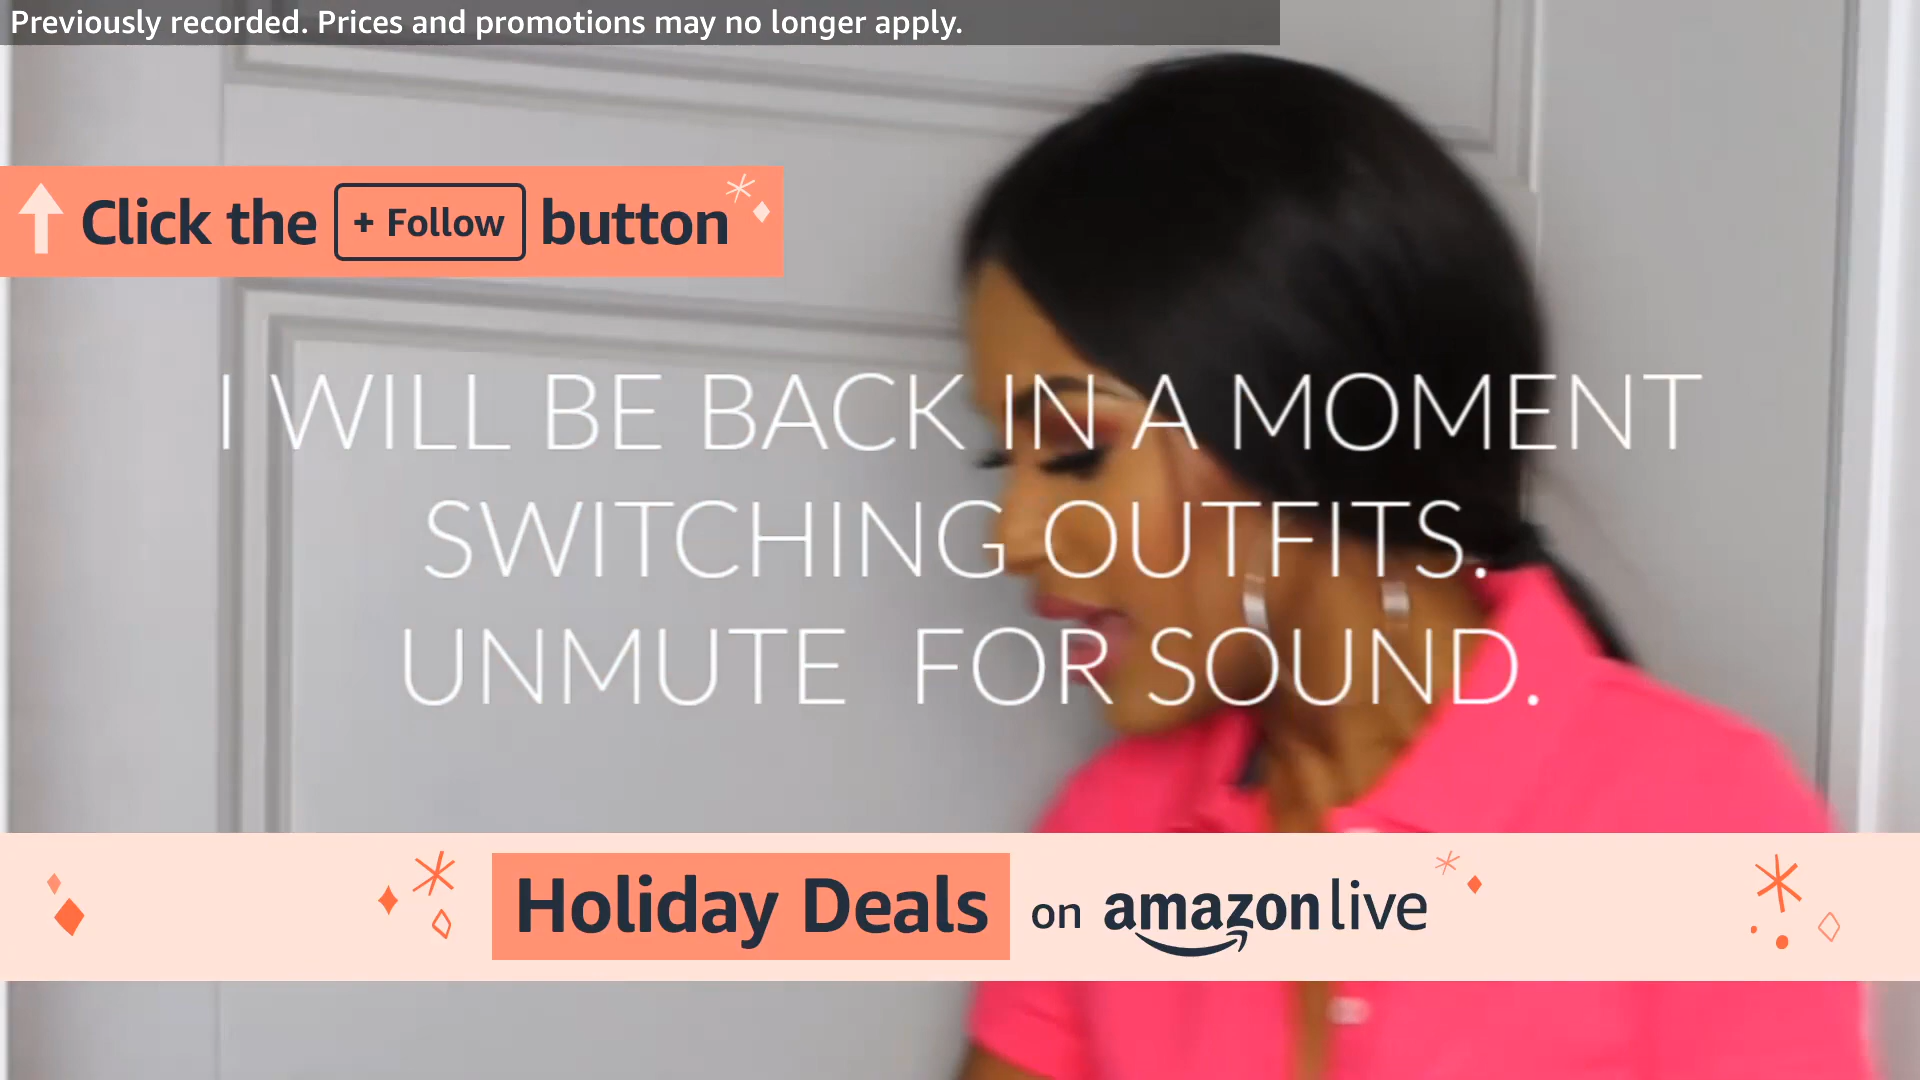 Previously recorded. Prices and promotions may no longer apply.
Click the + Follow button
I WILL BE BACK IN A MOMENT
SWITCHING OUTFITS.
UNMUTE FOR SOUND.
Holiday Deals on amazon live